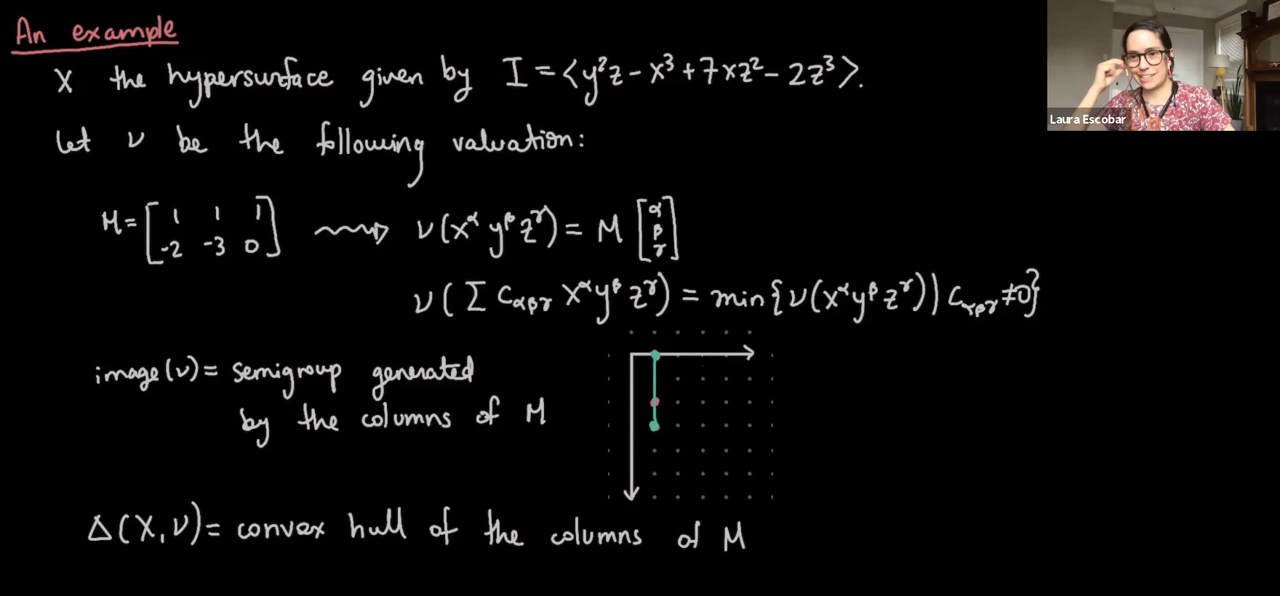 An example
X the hypersurface given by I = ⟨y²z - x³ + 7xz² - 2z³⟩.
Laura Escobar
Let ν be the following valuation:
M = [1 1 1; -2 -3 0] ⟿ ν(x^α y^β z^γ) = M [α; β; γ]
ν(∑ C_αβγ x^α y^β z^γ) = min{ν(x^α y^β z^γ) | C_αβγ ≠ 0}
image(ν) = semigroup generated
by the columns of M
Δ(X, ν) = convex hull of the columns of M